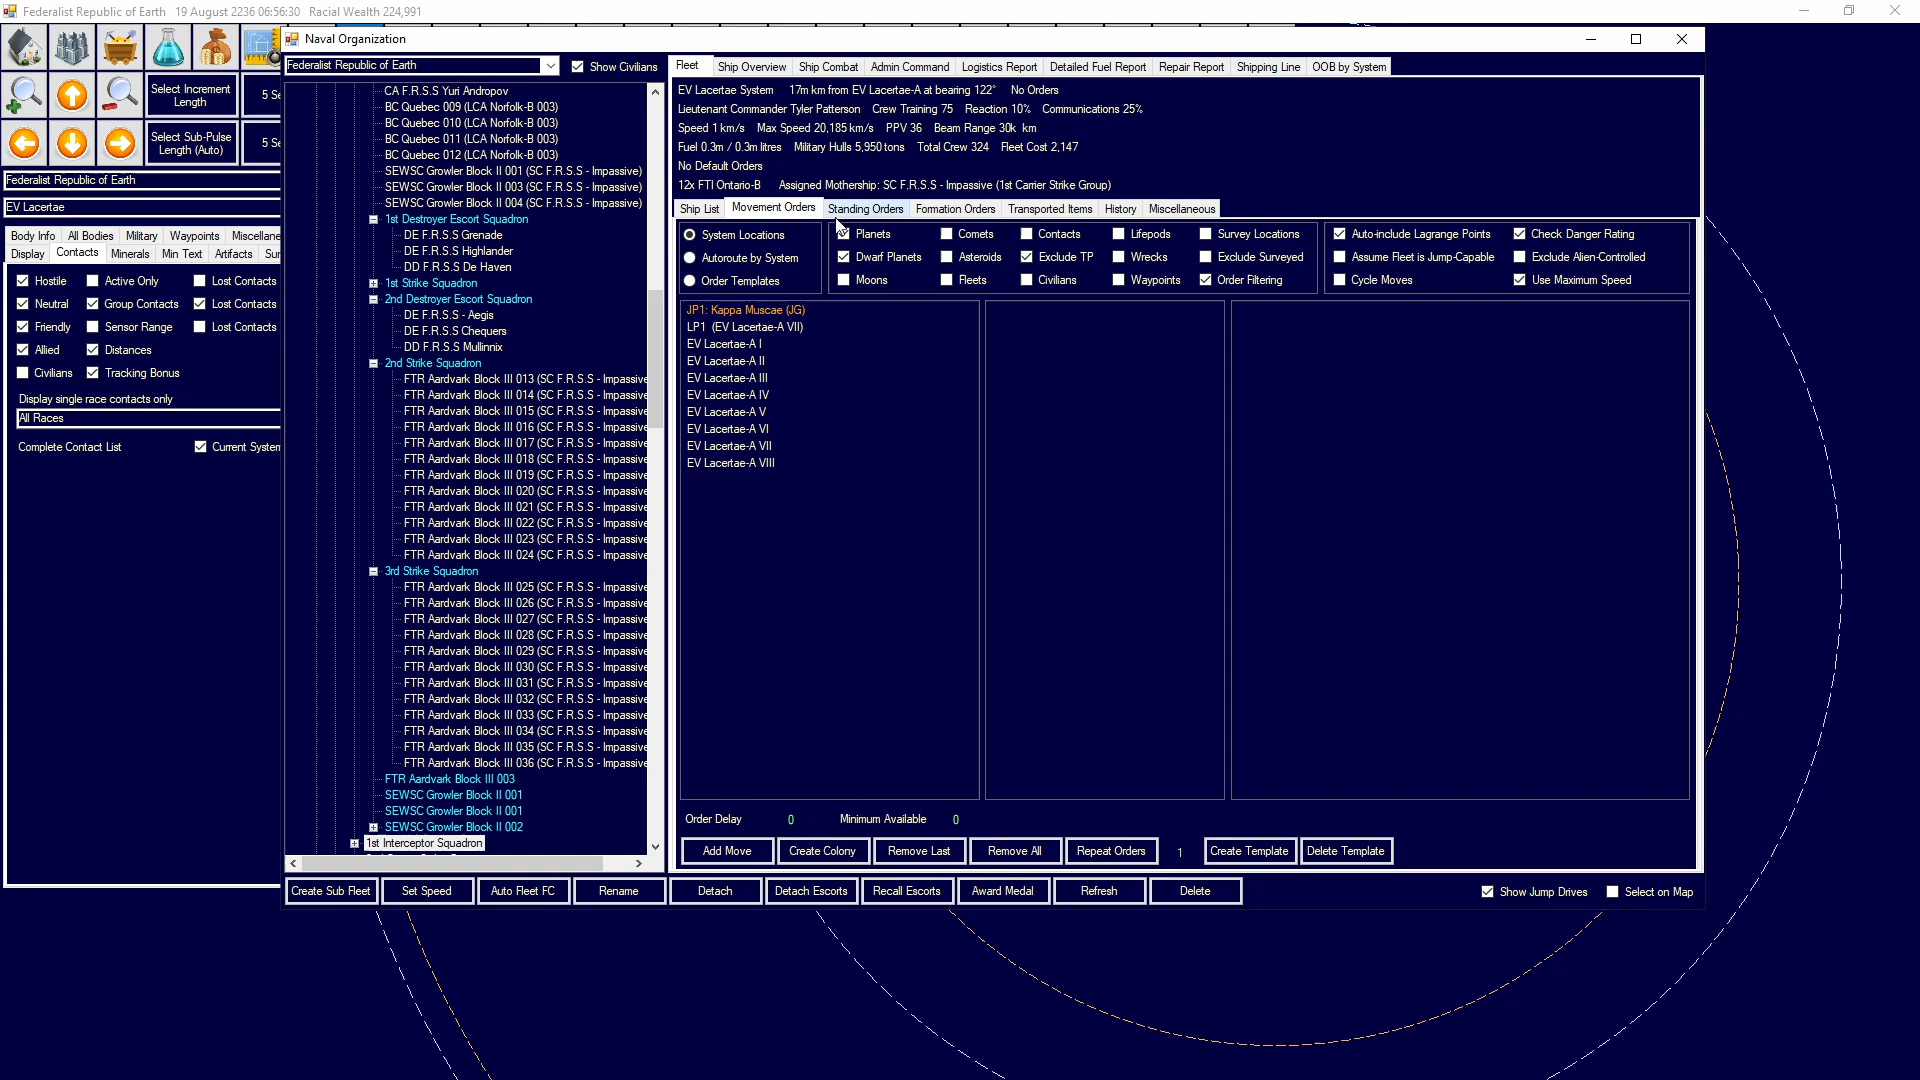 Federalist Republic of Earth 19 August 2236 06:56:30 Racial Wealth 224,991
Naval Organization
Select Increment Length
5 Se
Select Sub-Pulse Length (Auto)
5 Se
Federalist Republic of Earth
EV Lacertae
Body Info All Bodies Military Waypoints Miscellane
Display Contacts Minerals Min Text Artifacts Sur
Hostile Active Only Lost Contacts
Neutral Group Contacts Lost Contacts
Friendly Sensor Range Lost Contacts
Allied Distances
Civilians Tracking Bonus
Display single race contacts only
All Races
Complete Contact List Current System
Federalist Republic of Earth Show Civilians
CA F.R.S.S Yuri Andropov
BC Quebec 009 (LCA Norfolk-B 003)
BC Quebec 010 (LCA Norfolk-B 003)
BC Quebec 011 (LCA Norfolk-B 003)
BC Quebec 012 (LCA Norfolk-B 003)
SEWSC Growler Block II 001 (SC F.R.S.S - Impassive)
SEWSC Growler Block II 003 (SC F.R.S.S - Impassive)
SEWSC Growler Block II 004 (SC F.R.S.S - Impassive)
1st Destroyer Escort Squadron
DE F.R.S.S Grenade
DE F.R.S.S Highlander
DD F.R.S.S De Haven
1st Strike Squadron
2nd Destroyer Escort Squadron
DE F.R.S.S - Aegis
DE F.R.S.S Chequers
DD F.R.S.S Mullinnix
2nd Strike Squadron
FTR Aardvark Block III 013 (SC F.R.S.S - Impassive
FTR Aardvark Block III 014 (SC F.R.S.S - Impassive
FTR Aardvark Block III 015 (SC F.R.S.S - Impassive
FTR Aardvark Block III 016 (SC F.R.S.S - Impassive
FTR Aardvark Block III 017 (SC F.R.S.S - Impassive
FTR Aardvark Block III 018 (SC F.R.S.S - Impassive
FTR Aardvark Block III 019 (SC F.R.S.S - Impassive
FTR Aardvark Block III 020 (SC F.R.S.S - Impassive
FTR Aardvark Block III 021 (SC F.R.S.S - Impassive
FTR Aardvark Block III 022 (SC F.R.S.S - Impassive
FTR Aardvark Block III 023 (SC F.R.S.S - Impassive
FTR Aardvark Block III 024 (SC F.R.S.S - Impassive
3rd Strike Squadron
FTR Aardvark Block III 025 (SC F.R.S.S - Impassive
FTR Aardvark Block III 026 (SC F.R.S.S - Impassive
FTR Aardvark Block III 027 (SC F.R.S.S - Impassive
FTR Aardvark Block III 028 (SC F.R.S.S - Impassive
FTR Aardvark Block III 029 (SC F.R.S.S - Impassive
FTR Aardvark Block III 030 (SC F.R.S.S - Impassive
FTR Aardvark Block III 031 (SC F.R.S.S - Impassive
FTR Aardvark Block III 032 (SC F.R.S.S - Impassive
FTR Aardvark Block III 033 (SC F.R.S.S - Impassive
FTR Aardvark Block III 034 (SC F.R.S.S - Impassive
FTR Aardvark Block III 035 (SC F.R.S.S - Impassive
FTR Aardvark Block III 036 (SC F.R.S.S - Impassive
FTR Aardvark Block III 003
SEWSC Growler Block II 001
SEWSC Growler Block II 001
SEWSC Growler Block II 002
1st Interceptor Squadron
Fleet Ship Overview Ship Combat Admin Command Logistics Report Detailed Fuel Report Repair Report Shipping Line OOB by System
EV Lacertae System 17m km from EV Lacertae-A at bearing 122° No Orders
Lieutenant Commander Tyler Patterson Crew Training 75 Reaction 10% Communications 25%
Speed 1 km/s Max Speed 20,185 km/s PPV 36 Beam Range 30k km
Fuel 0.3m / 0.3m litres Military Hulls 5,950 tons Total Crew 324 Fleet Cost 2,147
No Default Orders
12x FTI Ontario-B Assigned Mothership: SC F.R.S.S - Impassive (1st Carrier Strike Group)
Ship List Movement Orders Standing Orders Formation Orders Transported Items History Miscellaneous
System Locations Planets Comets Contacts Lifepods Survey Locations Auto-include Lagrange Points Check Danger Rating
Autoroute by System Dwarf Planets Asteroids Exclude TP Wrecks Exclude Surveyed Assume Fleet is Jump-Capable Exclude Alien-Controlled
Order Templates Moons Fleets Civilians Waypoints Order Filtering Cycle Moves Use Maximum Speed
JP1: Kappa Muscae (JG)
LP1 (EV Lacertae-A VII)
EV Lacertae-A I
EV Lacertae-A II
EV Lacertae-A III
EV Lacertae-A IV
EV Lacertae-A V
EV Lacertae-A VI
EV Lacertae-A VII
EV Lacertae-A VIII
Order Delay 0 Minimum Available 0
Add Move Create Colony Remove Last Remove All Repeat Orders 1 Create Template Delete Template
Create Sub Fleet Set Speed Auto Fleet FC Rename Detach Detach Escorts Recall Escorts Award Medal Refresh Delete Show Jump Drives Select on Map